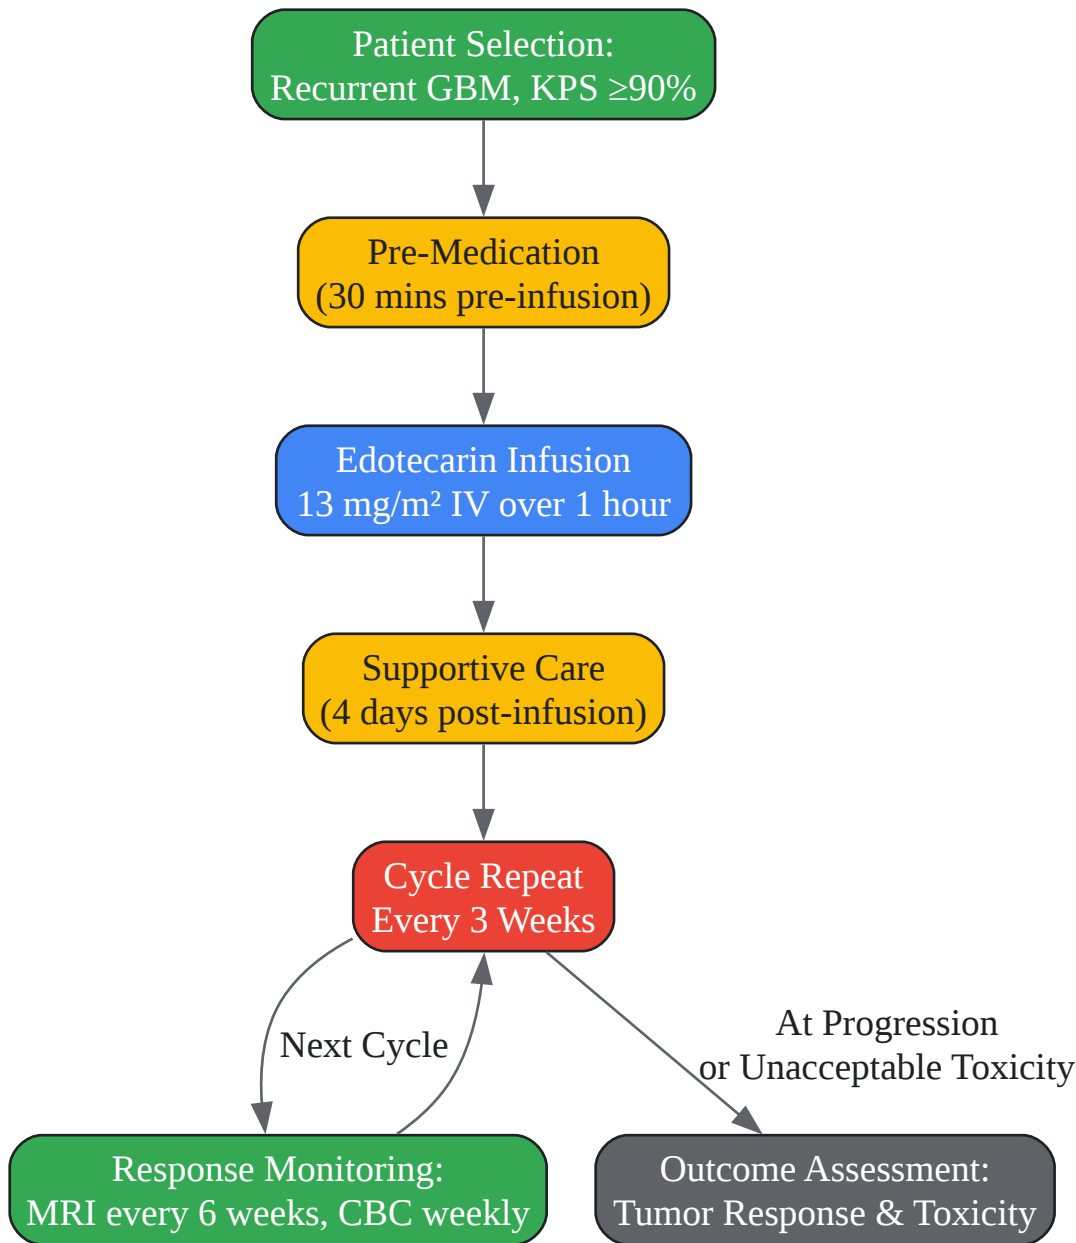 Patient Selection:
Recurrent GBM, KPS ≥90%
Pre-Medication
(30 mins pre-infusion)
Edotecarin Infusion
13 mg/m² IV over 1 hour
Supportive Care
(4 days post-infusion)
Cycle Repeat
Every 3 Weeks
Next Cycle
At Progression
or Unacceptable Toxicity
Response Monitoring:
MRI every 6 weeks, CBC weekly
Outcome Assessment:
Tumor Response & Toxicity